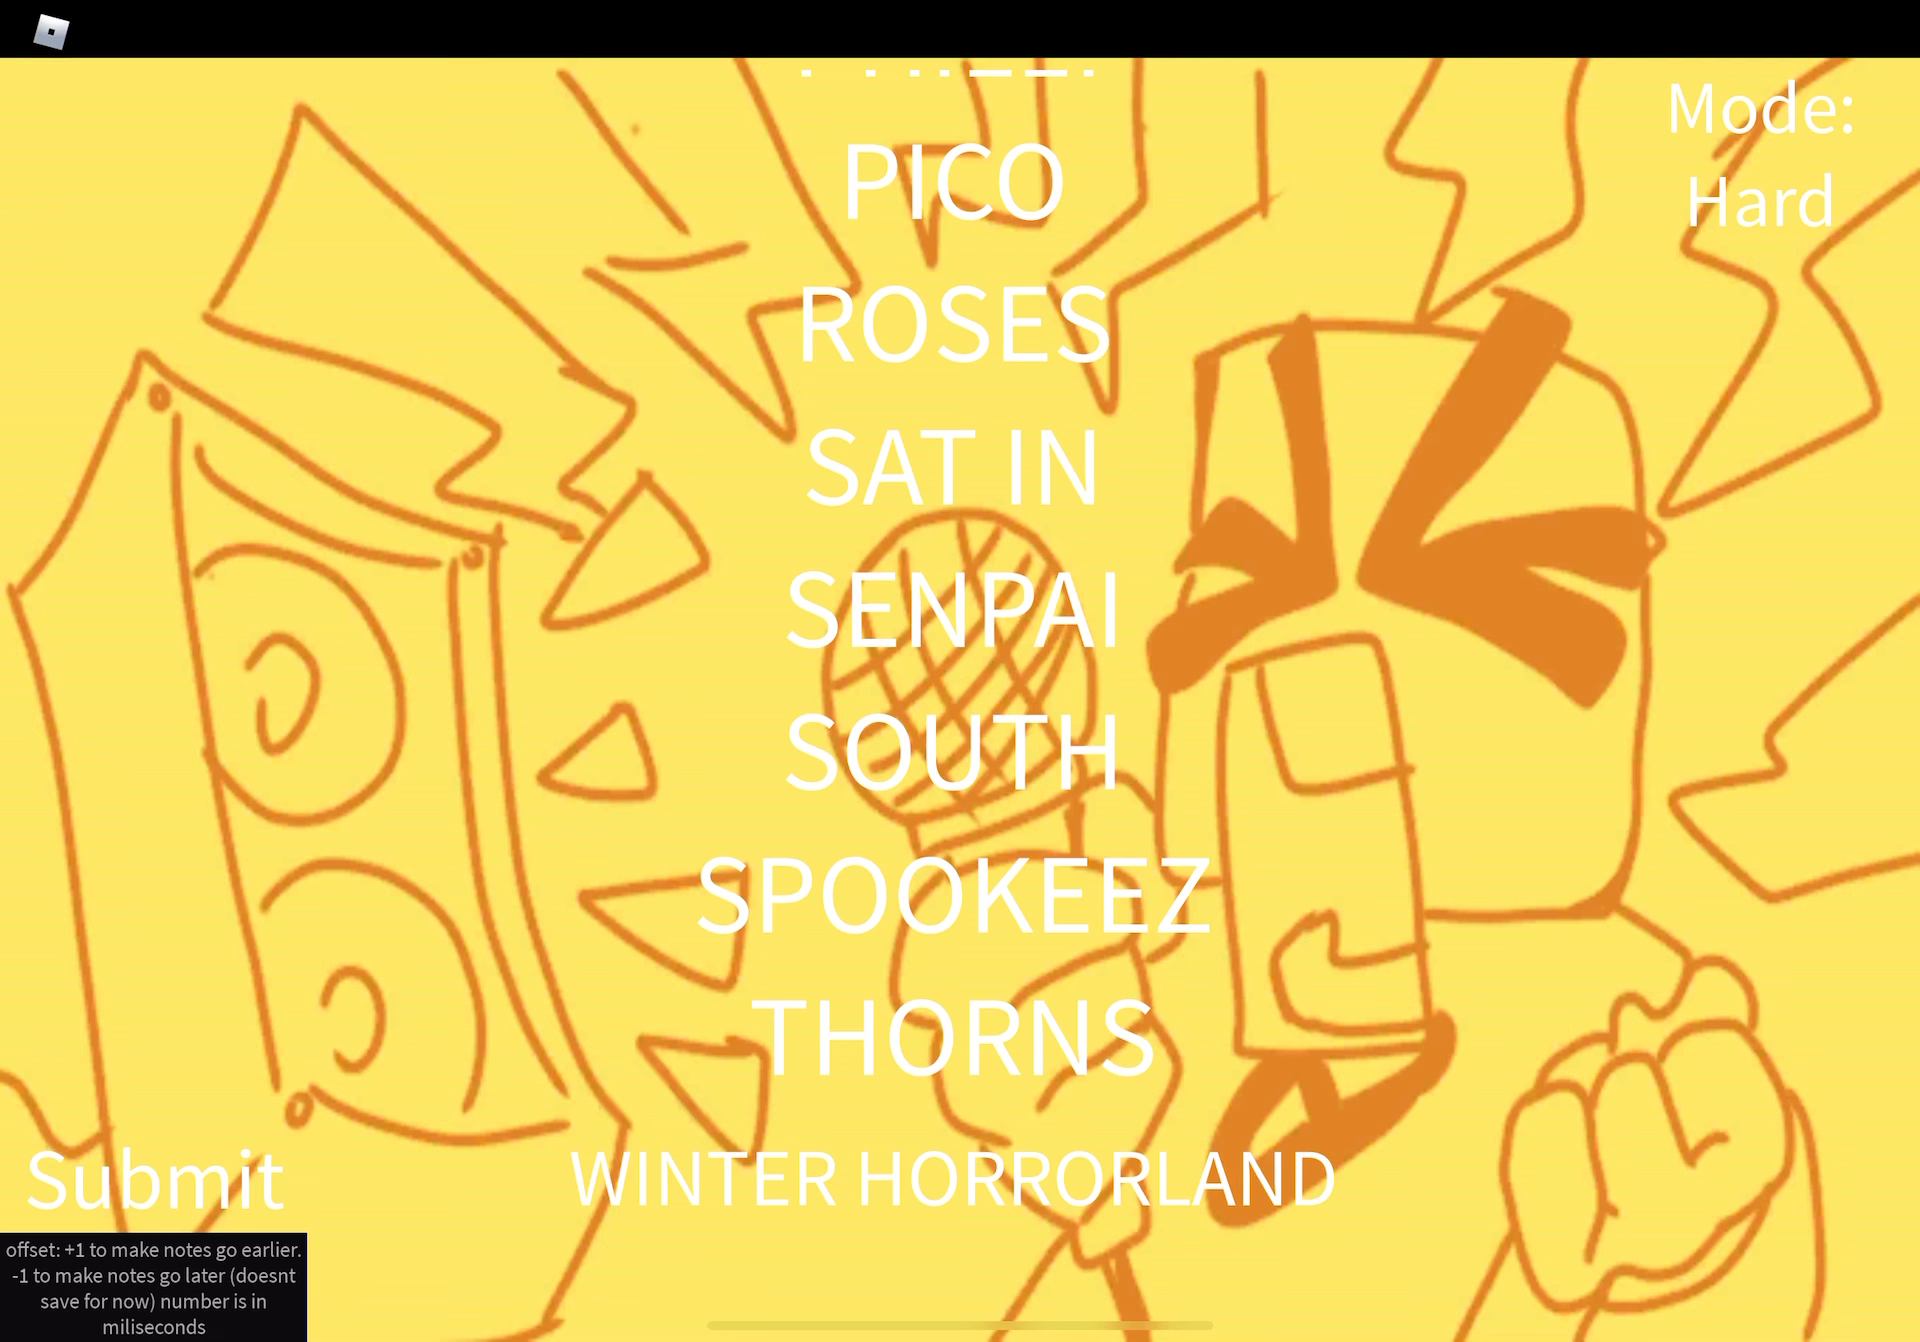 Mode:
Hard
PICO
ROSES
SAT IN
SENPAI
SOUTH
SPOOKEEZ
THORNS
WINTER HORRORLAND
Submit
offset: +1 to make notes go earlier.
-1 to make notes go later (doesnt
save for now) number is in
miliseconds